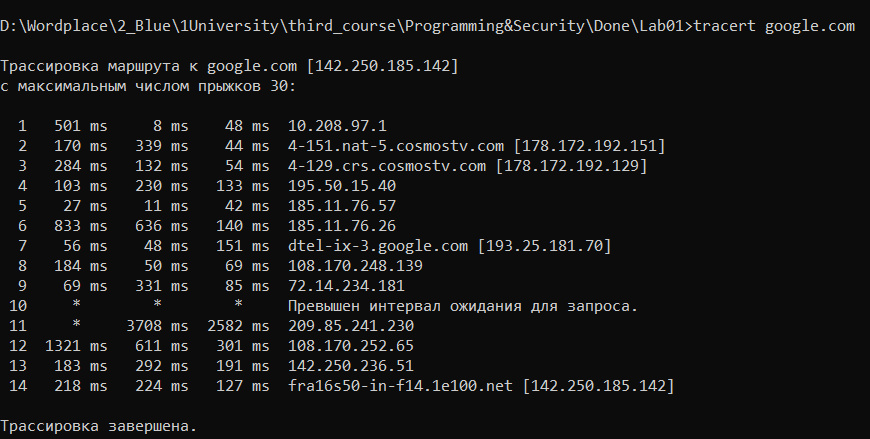 D:\Wordplace\2_Blue\1University\third_course\Programming&Security\Done\Lab01>tracert google.com
Трассировка маршрута к google.com [142.250.185.142]
с максимальным числом прыжков 30:
1 501 ms 8 ms 48 ms 10.208.97.1
2 170 ms 339 ms 44 ms 4-151.nat-5.cosmostv.com [178.172.192.151]
3 284 ms 132 ms 54 ms 4-129.crs.cosmostv.com [178.172.192.129]
4 103 ms 230 ms 133 ms 195.50.15.40
5 27 ms 11 ms 42 ms 185.11.76.57
6 833 ms 636 ms 140 ms 185.11.76.26
7 56 ms 48 ms 151 ms dtel-ix-3.google.com [193.25.181.70]
8 184 ms 50 ms 69 ms 108.170.248.139
9 69 ms 331 ms 85 ms 72.14.234.181
10 * * * Превышен интервал ожидания для запроса.
11 * 3708 ms 2582 ms 209.85.241.230
12 1321 ms 611 ms 301 ms 108.170.252.65
13 183 ms 292 ms 191 ms 142.250.236.51
14 218 ms 224 ms 127 ms fra16s50-in-f14.1e100.net [142.250.185.142]
Трассировка завершена.